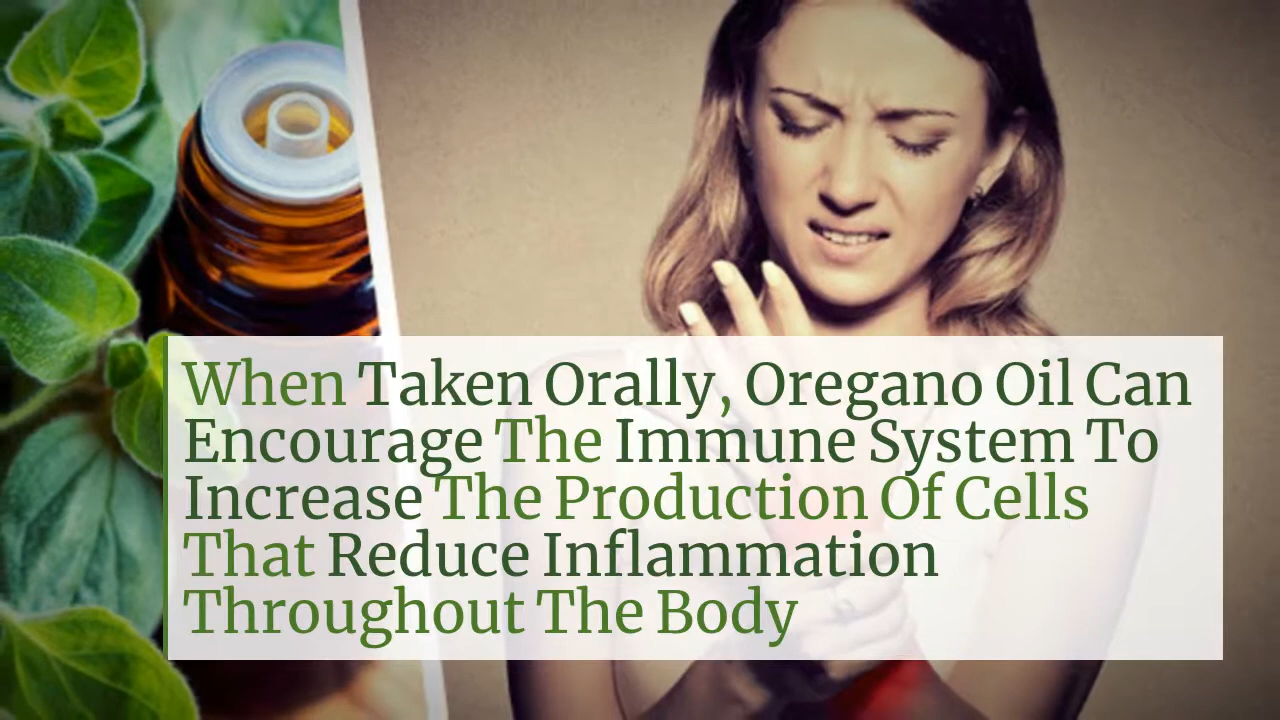 When Taken Orally, Oregano Oil Can
Encourage The Immune System To
Increase The Production Of Cells
That Reduce Inflammation
Throughout The Body